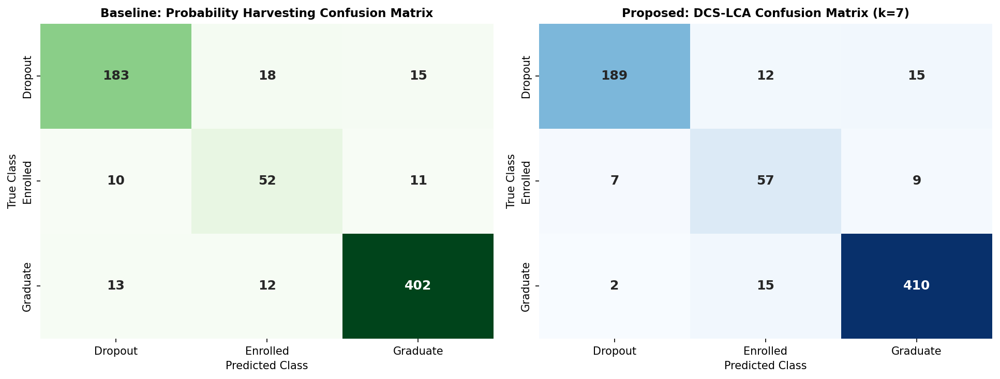 Baseline: Probability Harvesting Confusion Matrix
True Class
Dropout
183 18 15
Enrolled
10 52 11
Graduate
13 12 402
Dropout Enrolled Graduate
Predicted Class
Proposed: DCS-LCA Confusion Matrix (k=7)
True Class
Dropout
189 12 15
Enrolled
7 57 9
Graduate
2 15 410
Dropout Enrolled Graduate
Predicted Class